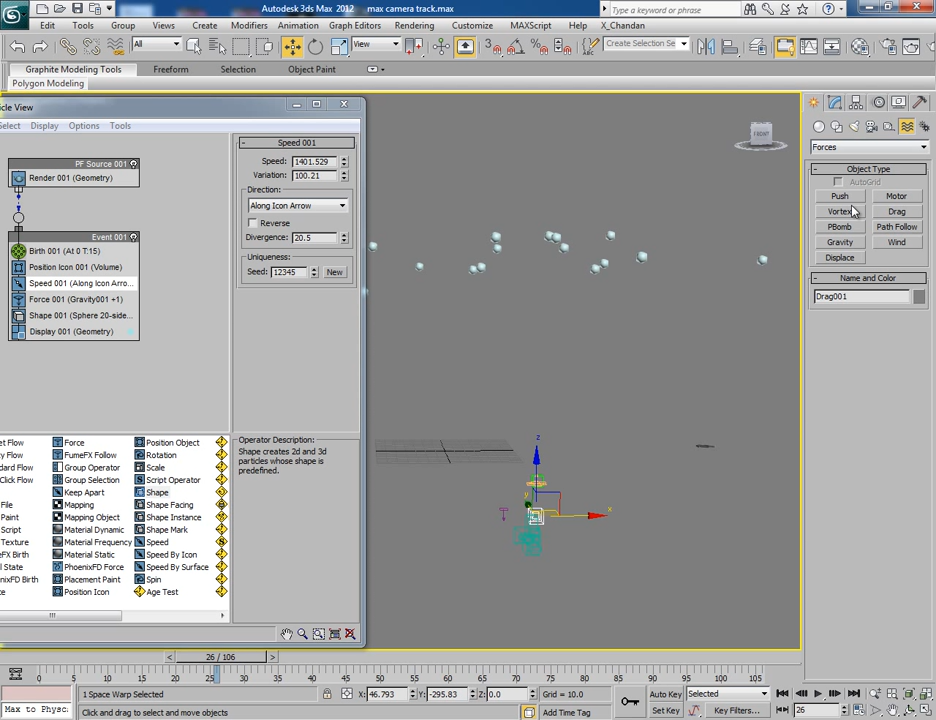 Autodesk 3ds Max 2012    max camera track.max
Type a keyword or phrase
Edit Tools Group Views Create Modifiers Animation Graph Editors Rendering Customize MAXScript Help X_Chandan
All View Create Selection Se
Graphite Modeling Tools Freeform Selection Object Paint
Polygon Modeling
cle View
Select Display Options Tools
PF Source 001
Render 001 (Geometry)
Event 001
Birth 001 (At 0 T:15)
Position Icon 001 (Volume)
Speed 001 (Along Icon Arro...
Force 001 (Gravity001 +1)
Shape 001 (Sphere 20-side...
Display 001 (Geometry)
Speed 001
Speed: 1401.529
Variation: 100.21
Direction:
Along Icon Arrow
Reverse
Divergence: 20.5
Uniqueness:
Seed: 12345 New
et Flow Force Position Object
Flow FumeFX Follow Rotation
dard Flow Group Operator Scale
Click Flow Group Selection Script Operator
Keep Apart Shape
File Mapping Shape Facing
Paint Mapping Object Shape Instance
Script Material Dynamic Shape Mark
Texture Material Frequency Speed
enFX Birth Material Static Speed By Icon
al State PhoenixFD Force Speed By Surface
nixFD Birth Placement Paint Spin
e Position Icon Age Test
Operator Description:
Shape creates 2d and 3d
particles whose shape is
predefined.
FRONT
z
y
x
Forces
Object Type
AutoGrid
Push Motor
Vortex Drag
PBomb Path Follow
Gravity Wind
Displace
Name and Color
Drag001
26 / 106
0 5 10 15 20 25 30 35 40 45 50 55 60 65 70 75 80 85 90 95 100 105
1 Space Warp Selected X: 46.793 Y: -295.83 Z: 0.0 Grid = 10.0 Auto Key Selected
Max to Physc: Click and drag to select and move objects Add Time Tag Set Key Key Filters... 26